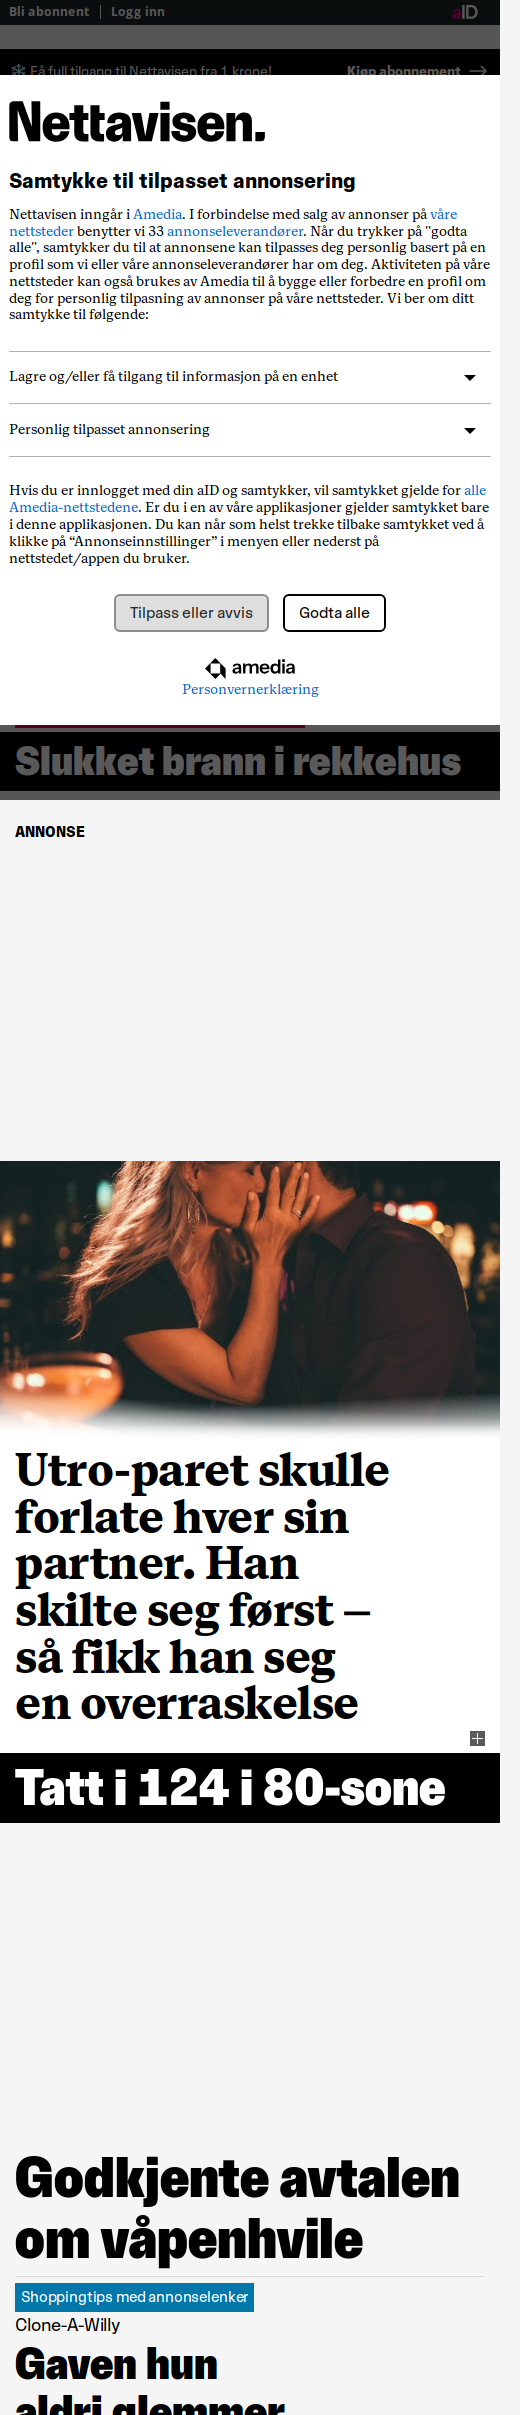 Bli abonnent | Logg inn aID
Få full tilgang til Nettavisen fra 1 krone! Kjøp abonnement →
Nettavisen.
Samtykke til tilpasset annonsering
Nettavisen inngår i Amedia. I forbindelse med salg av annonser på våre
nettsteder benytter vi 33 annonseleverandører. Når du trykker på "godta
alle", samtykker du til at annonsene kan tilpasses deg personlig basert på en
profil som vi eller våre annonseleverandører har om deg. Aktiviteten på våre
nettsteder kan også brukes av Amedia til å bygge eller forbedre en profil om
deg for personlig tilpasning av annonser på våre nettsteder. Vi ber om ditt
samtykke til følgende:
Lagre og/eller få tilgang til informasjon på en enhet
Personlig tilpasset annonsering
Hvis du er innlogget med din aID og samtykker, vil samtykket gjelde for alle
Amedia-nettstedene. Er du i en av våre applikasjoner gjelder samtykket bare
i denne applikasjonen. Du kan når som helst trekke tilbake samtykket ved å
klikke på “Annonseinnstillinger” i menyen eller nederst på
nettstedet/appen du bruker.
Tilpass eller avvis Godta alle
amedia
Personvernerklæring
Slukket brann i rekkehus
ANNONSE
Utro-paret skulle
forlate hver sin
partner. Han
skilte seg først –
så fikk han seg
en overraskelse
Tatt i 124 i 80-sone
Godkjente avtalen
om våpenhvile
Shoppingtips med annonselenker
Clone-A-Willy
Gaven hun
aldri glemmer